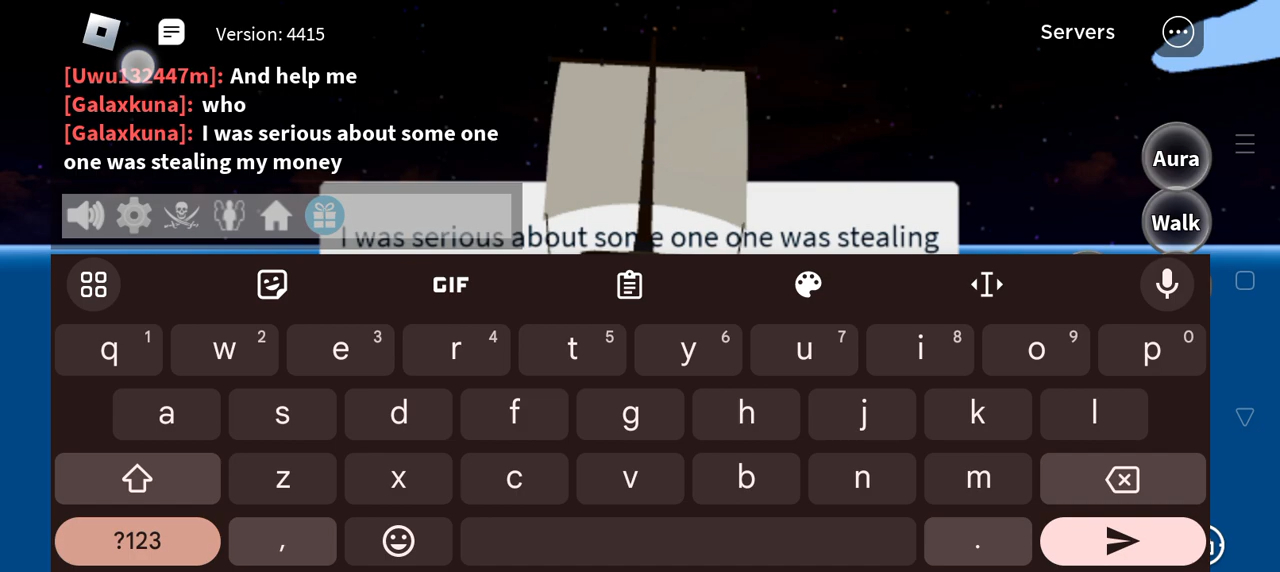 Version: 4415
Servers
[Uwu132447m]: And help me
[Galaxkuna]: who
[Galaxkuna]: I was serious about some one
one was stealing my money
Aura
Walk
I was serious about some one one was stealing
GIF
q 1 w 2 e 3 r 4 t 5 y 6 u 7 i 8 o 9 p 0
a s d f g h j k l
z x c v b n m
?123 , .